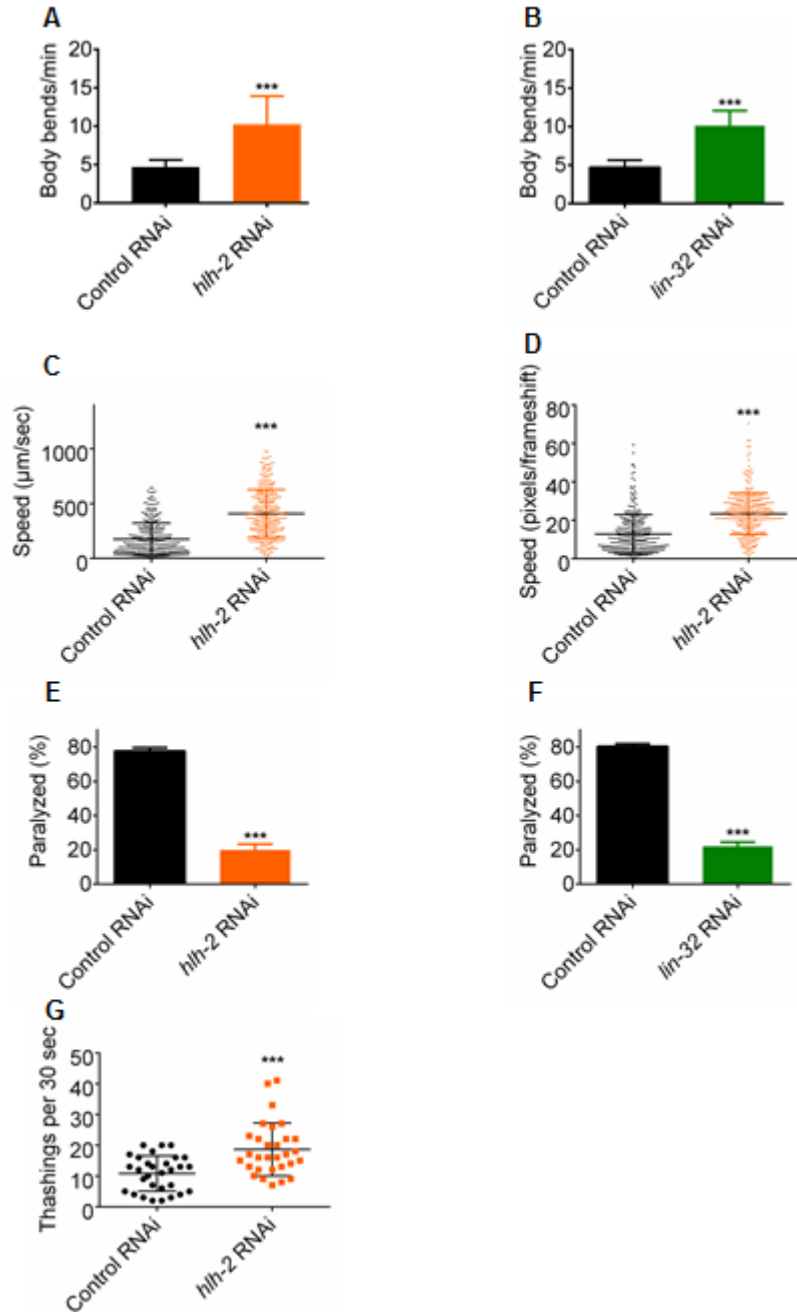 A
Body bends/min
20
15
10
5
0
***
Control RNAi
hlh-2 RNAi
B
Body bends/min
20
15
10
5
0
***
Control RNAi
lin-32 RNAi
C
Speed (µm/sec)
1000
500
0
***
Control RNAi
hlh-2 RNAi
D
Speed (pixels/frameshift)
80
60
40
20
0
***
Control RNAi
hlh-2 RNAi
E
Paralyzed (%)
80
60
40
20
0
***
Control RNAi
hlh-2 RNAi
F
Paralyzed (%)
80
60
40
20
0
***
Control RNAi
lin-32 RNAi
G
Thashings per 30 sec
50
40
30
20
10
0
***
Control RNAi
hlh-2 RNAi